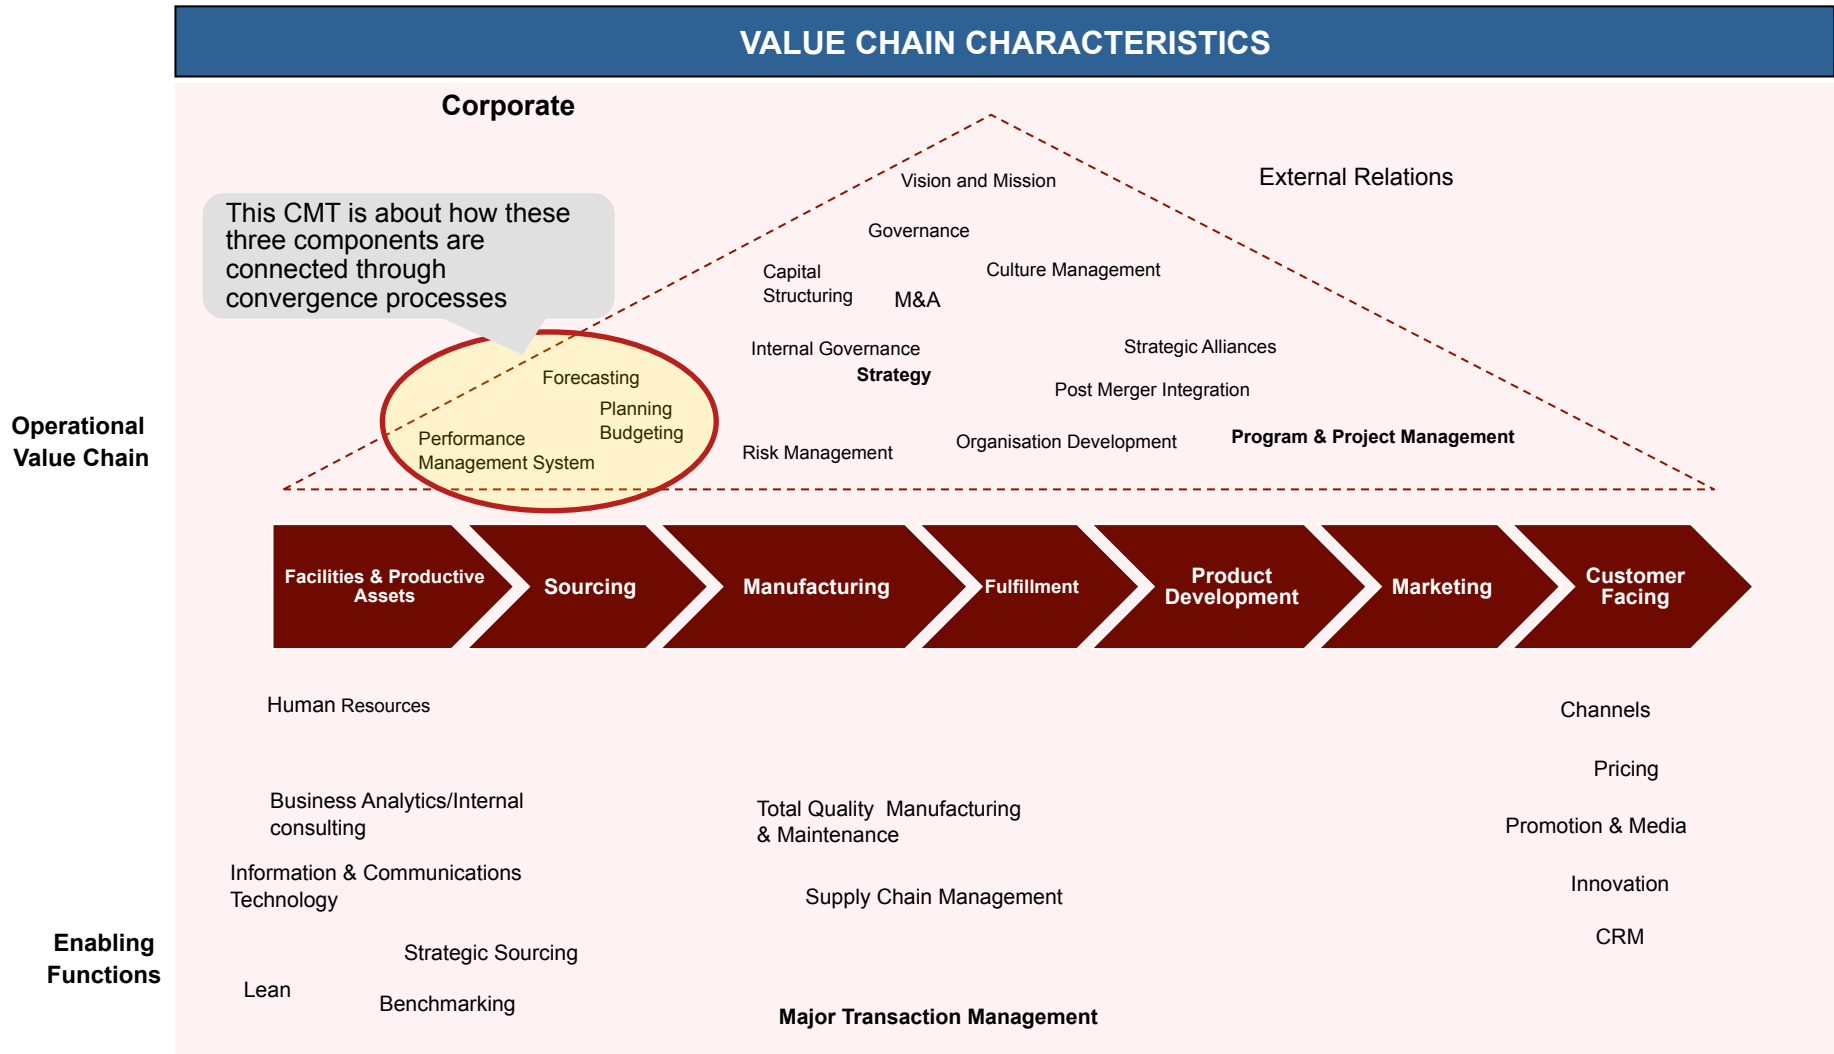 VALUE CHAIN CHARACTERISTICS
Corporate
Vision and Mission
External Relations
This CMT is about how these
three components are
connected through
convergence processes
Governance
Capital
Structuring
Culture Management
M&A
Internal Governance
Strategy
Strategic Alliances
Forecasting
Post Merger Integration
Planning
Budgeting
Performance
Management System
Risk Management
Organisation Development
Program & Project Management
Operational
Value Chain
Facilities & Productive
Assets
Sourcing
Manufacturing
Fulfillment
Product
Development
Marketing
Customer
Facing
Human Resources
Channels
Pricing
Business Analytics/Internal
consulting
Total Quality  Manufacturing
& Maintenance
Promotion & Media
Information & Communications
Technology
Supply Chain Management
Innovation
Enabling
Functions
Strategic Sourcing
CRM
Lean
Benchmarking
Major Transaction Management